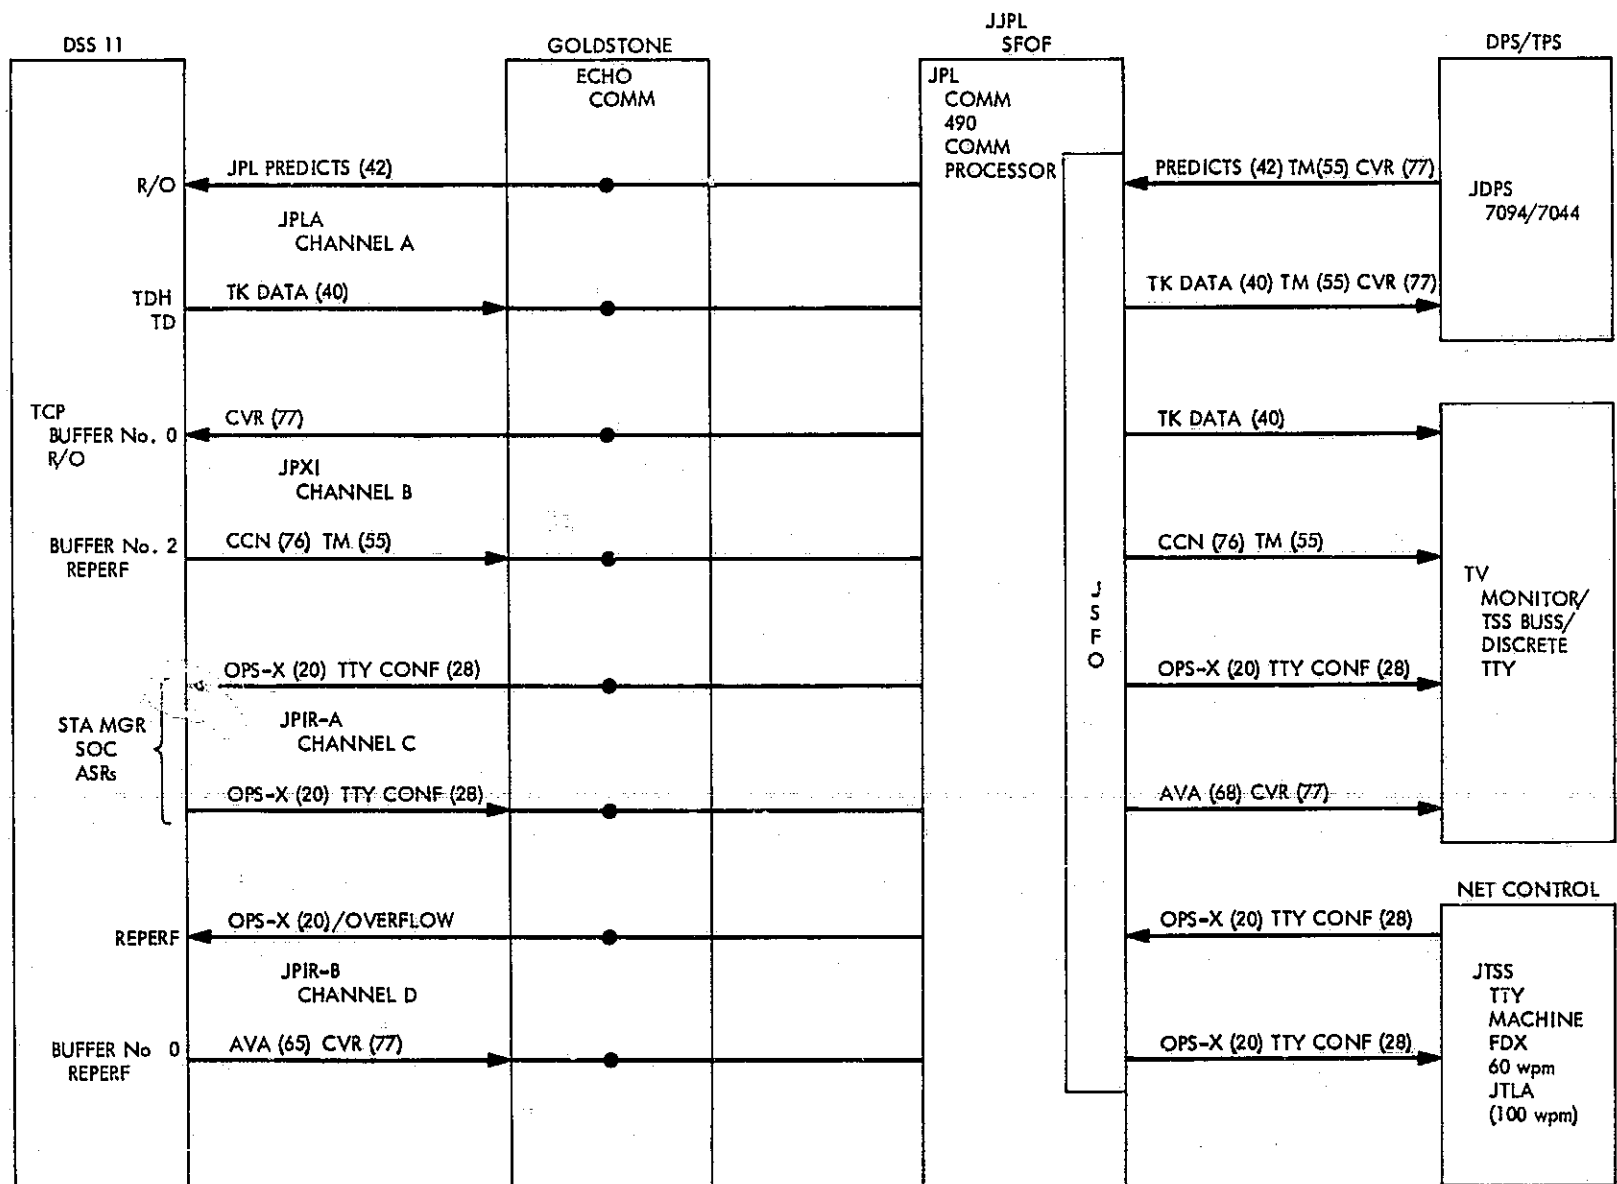 DSS 11
GOLDSTONE
JJPL
SFOF
DPS/TPS
ECHO
COMM
JPL
COMM
490
COMM
PROCESSOR
R/O
JPL PREDICTS (42)
PREDICTS (42) TM(55) CVR (77)
JDPS
7094/7044
JPLA
CHANNEL A
TDH
TD
TK DATA (40)
TK DATA (40) TM (55) CVR (77)
TCP
BUFFER No. 0
R/O
CVR (77)
TK DATA (40)
JPXI
CHANNEL B
BUFFER No. 2
REPERF
CCN (76) TM (55)
CCN (76) TM (55)
J
S
F
O
TV
MONITOR/
TSS BUSS/
DISCRETE
TTY
OPS-X (20) TTY CONF (28)
OPS-X (20) TTY CONF (28)
STA MGR
SOC
ASRs
JPIR-A
CHANNEL C
OPS-X (20) TTY CONF (28)
AVA (68) CVR (77)
NET CONTROL
REPERF
OPS-X (20)/OVERFLOW
OPS-X (20) TTY CONF (28)
JPIR-B
CHANNEL D
JTSS
TTY
MACHINE
FDX
60 wpm
JTLA
(100 wpm)
BUFFER No 0
REPERF
AVA (65) CVR (77)
OPS-X (20) TTY CONF (28)